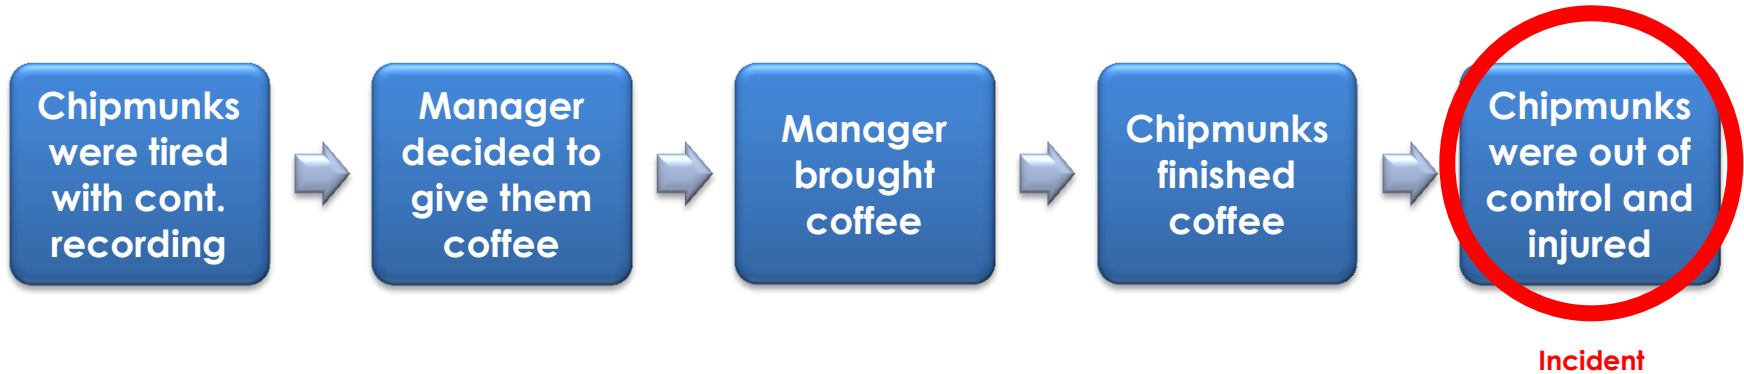 Chipmunks
were tired
with cont.
recording
Manager
decided to
give them
coffee
Manager
brought
coffee
Chipmunks
finished
coffee
Chipmunks
were out of
control and
injured
Incident